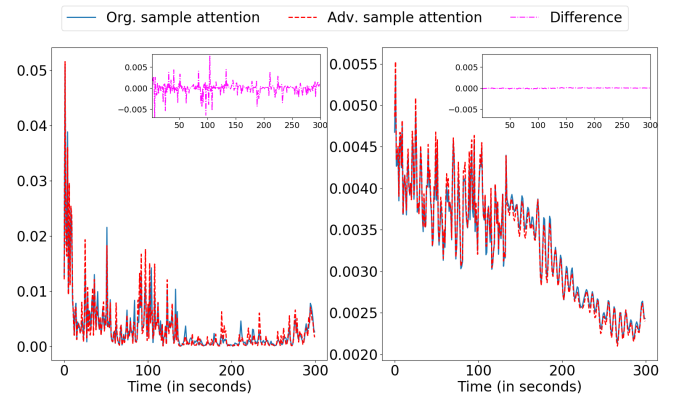 Org. sample attention Adv. sample attention Difference
0.05
0.04
0.03
0.02
0.01
0.00
0 100 200 300
Time (in seconds)
0.005
0.000
−0.005
50 100 150 200 250 300
0.0055
0.0050
0.0045
0.0040
0.0035
0.0030
0.0025
0.0020
0 100 200 300
Time (in seconds)
0.005
0.000
−0.005
50 100 150 200 250 300